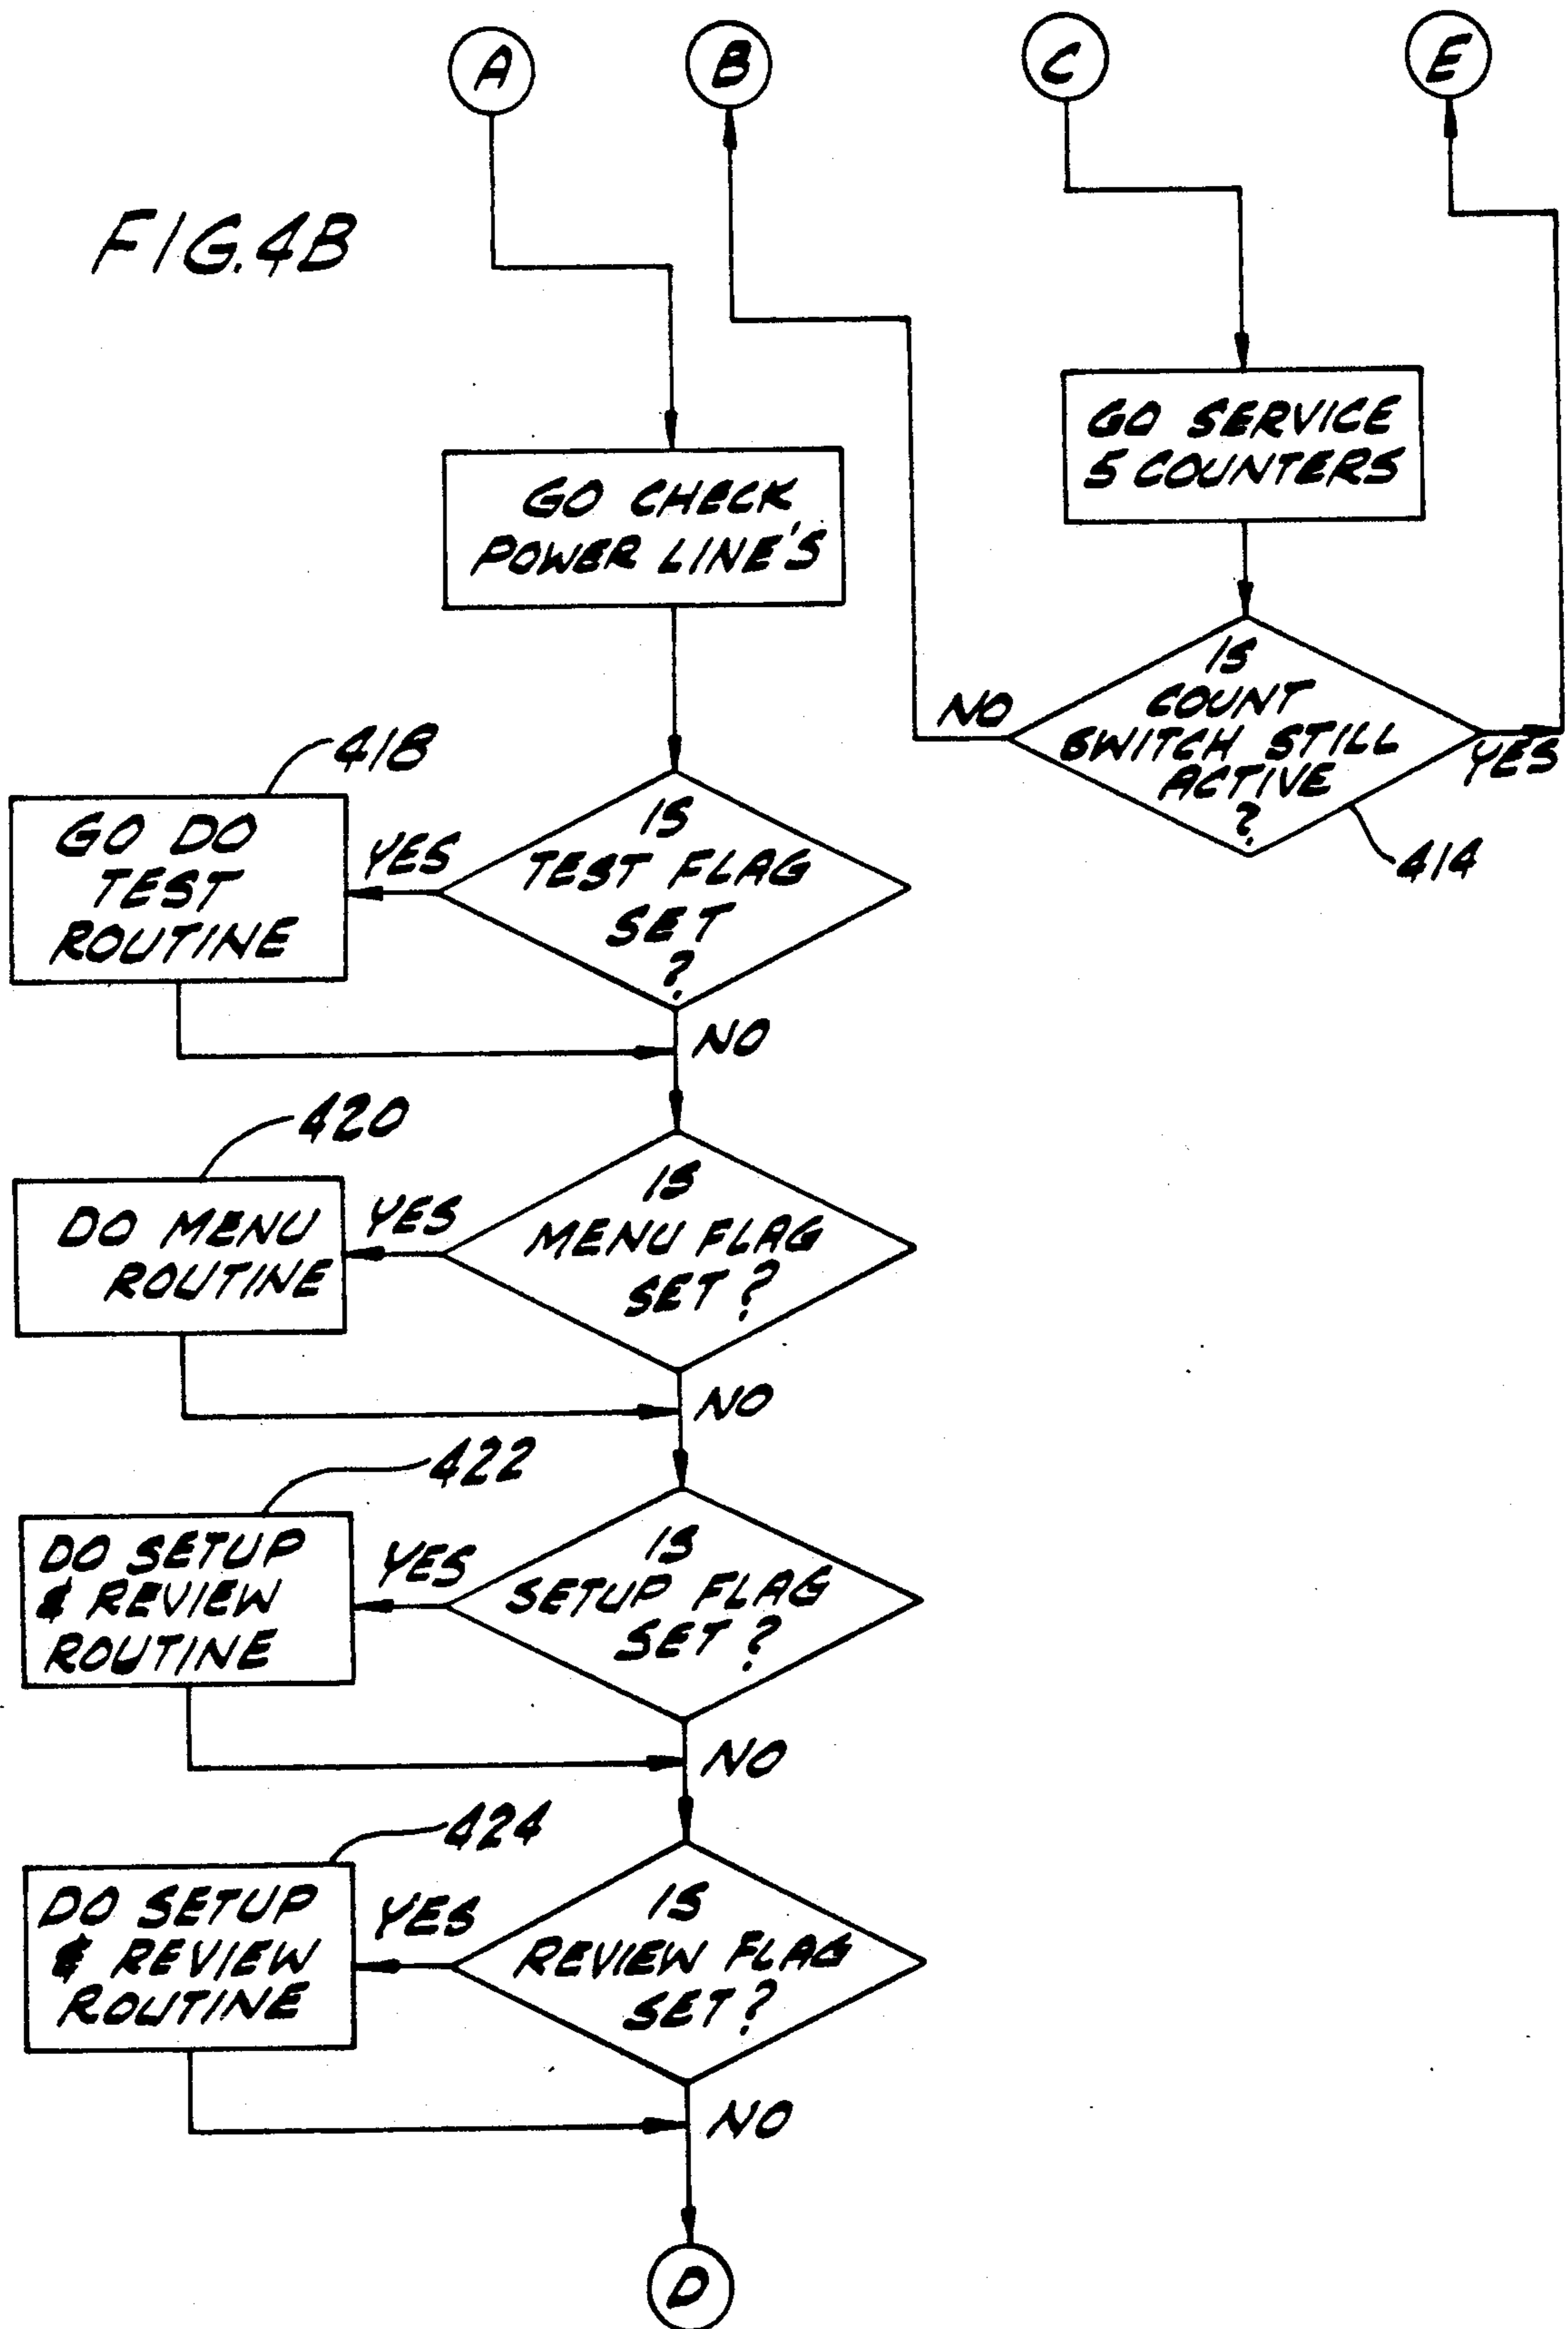 A
B
C
E
FIG. 4B
GO SERVICE
5 COUNTERS
GO CHECK
POWER LINE'S
IS
COUNT
SWITCH STILL
ACTIVE
?
NO
YES
414
418
GO DO
TEST
ROUTINE
YES
IS
TEST FLAG
SET
?
NO
420
DO MENU
ROUTINE
YES
IS
MENU FLAG
SET ?
NO
422
DO SETUP
& REVIEW
ROUTINE
YES
IS
SETUP FLAG
SET ?
NO
424
DO SETUP
& REVIEW
ROUTINE
YES
IS
REVIEW FLAG
SET ?
NO
D